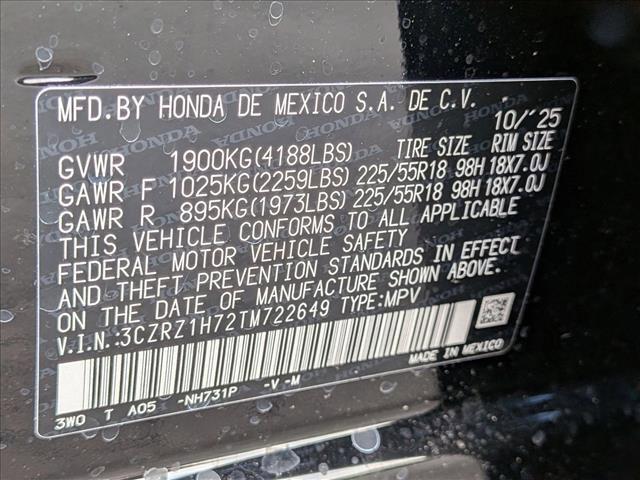 MFD.BY HONDA DE MEXICO S.A. DE C.V. 10/'25
GVWR 1900KG(4188LBS) TIRE SIZE RIM SIZE
GAWR F 1025KG(2259LBS) 225/55R18 98H 18X7.0J
GAWR R 895KG(1973LBS) 225/55R18 98H 18X7.0J
THIS VEHICLE CONFORMS TO ALL APPLICABLE
FEDERAL MOTOR VEHICLE SAFETY
AND THEFT PREVENTION STANDARDS IN EFFECT
ON THE DATE OF MANUFACTURE SHOWN ABOVE.
V.I.N.:3CZRZ1H72TM722649 TYPE:MPV
3W0 T A05 -NH731P -V-M